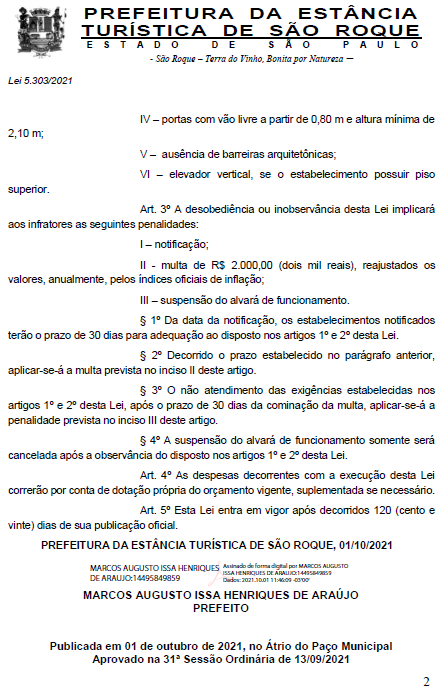 PREFEITURA DA ESTÂNCIA
TURÍSTICA DE SÃO ROQUE
ESTADO DE SÃO PAULO
- São Roque – Terra do Vinho, Bonita por Natureza –
Lei 5.303/2021
IV – portas com vão livre a partir de 0,80 m e altura mínima de
2,10 m;
V – ausência de barreiras arquitetônicas;
VI – elevador vertical, se o estabelecimento possuir piso
superior.
Art. 3º A desobediência ou inobservância desta Lei implicará
aos infratores as seguintes penalidades:
I – notificação;
II - multa de R$ 2.000,00 (dois mil reais), reajustados os
valores, anualmente, pelos índices oficiais de inflação;
III – suspensão do alvará de funcionamento.
§ 1º Da data da notificação, os estabelecimentos notificados
terão o prazo de 30 dias para adequação ao disposto nos artigos 1º e 2º desta Lei.
§ 2º Decorrido o prazo estabelecido no parágrafo anterior,
aplicar-se-á a multa prevista no inciso II deste artigo.
§ 3º O não atendimento das exigências estabelecidas nos
artigos 1º e 2º desta Lei, após o prazo de 30 dias da cominação da multa, aplicar-se-á a
penalidade prevista no inciso III deste artigo.
§ 4º A suspensão do alvará de funcionamento somente será
cancelada após a observância do disposto nos artigos 1º e 2º desta Lei.
Art. 4º As despesas decorrentes com a execução desta Lei
correrão por conta de dotação própria do orçamento vigente, suplementada se necessário.
Art. 5º Esta Lei entra em vigor após decorridos 120 (cento e
vinte) dias de sua publicação oficial.
PREFEITURA DA ESTÂNCIA TURÍSTICA DE SÃO ROQUE, 01/10/2021
MARCOS AUGUSTO ISSA HENRIQUES
DE ARAUJO:14495849859
Assinado de forma digital por MARCOS AUGUSTO
ISSA HENRIQUES DE ARAUJO:14495849859
Dados: 2021.10.01 11:46:09 -03'00'
MARCOS AUGUSTO ISSA HENRIQUES DE ARAÚJO
PREFEITO
Publicada em 01 de outubro de 2021, no Átrio do Paço Municipal
Aprovado na 31ª Sessão Ordinária de 13/09/2021
2